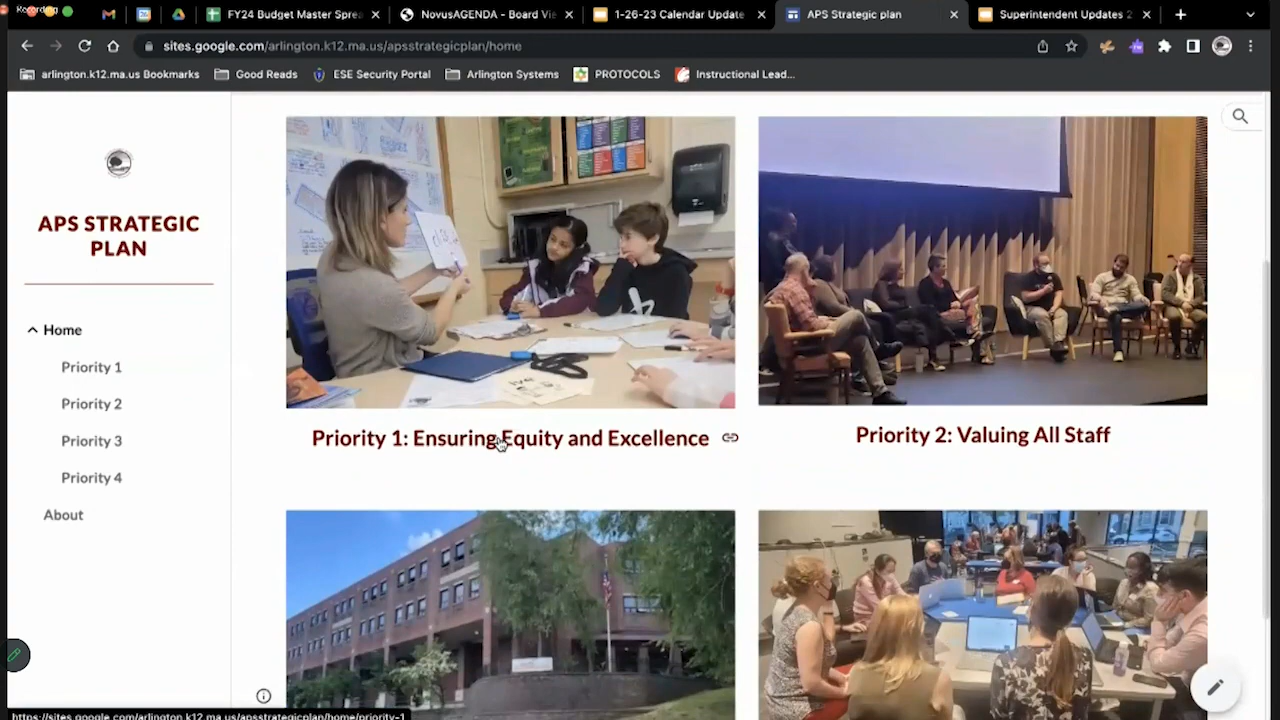 Recording
FY24 Budget Master Sprea
NovusAGENDA - Board Vi
1-26-23 Calendar Update
APS Strategic plan
Superintendent Updates 2
sites.google.com/arlington.k12.ma.us/apsstrategicplan/home
arlington.k12.ma.us Bookmarks
Good Reads
ESE Security Portal
Arlington Systems
PROTOCOLS
Instructional Lead...
APS STRATEGIC
PLAN
Home
Priority 1
Priority 2
Priority 3
Priority 4
About
Priority 1: Ensuring Equity and Excellence
Priority 2: Valuing All Staff
https://sites.google.com/arlington.k12.ma.us/apsstrategicplan/home/priority-1